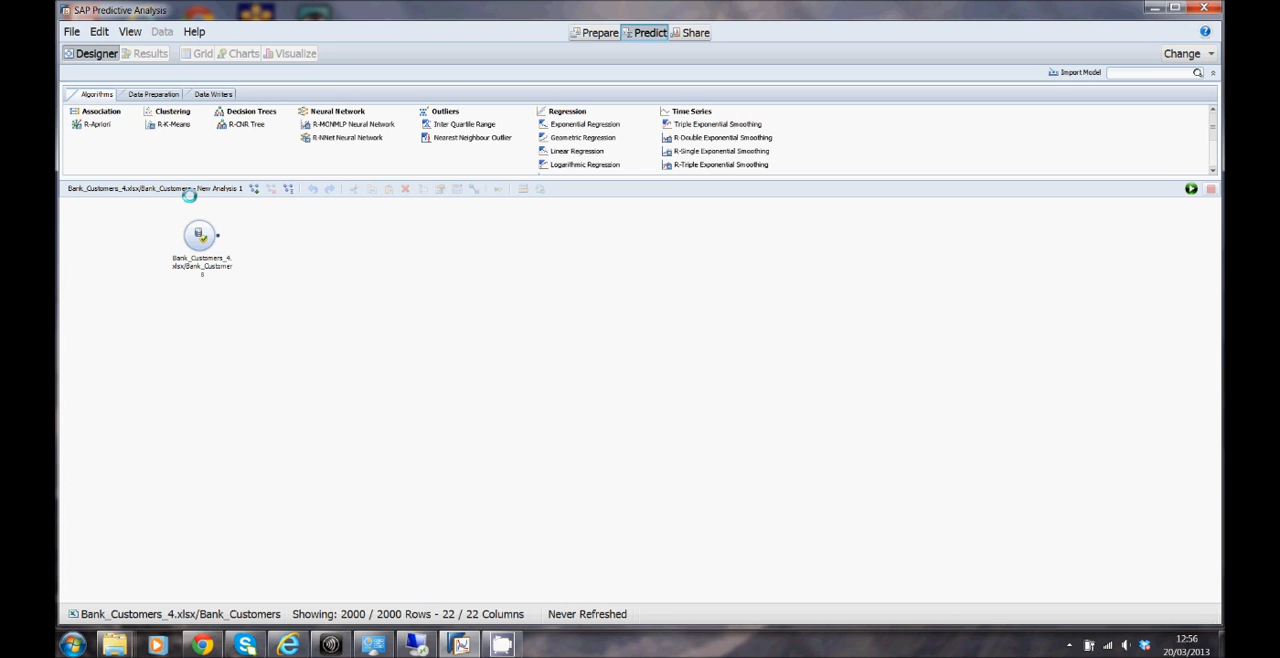 SAP Predictive Analysis
File Edit View Data Help
Prepare Predict Share
Designer Results Grid Charts Visualize
Change
Import Model
Algorithms Data Preparation Data Writers
Association Clustering Decision Trees Neural Network Outliers Regression Time Series
R-Apriori R-K-Means R-CNR Tree R-MONMLP Neural Network Inter Quartile Range Exponential Regression Triple Exponential Smoothing
R-NNet Neural Network Nearest Neighbour Outlier Geometric Regression R-Double Exponential Smoothing
Linear Regression R-Single Exponential Smoothing
Logarithmic Regression R-Triple Exponential Smoothing
Bank_Customers_4.xlsx/Bank_Customers - New Analysis 1
Bank_Customers_4.
xlsx/Bank_Customer
s
Bank_Customers_4.xlsx/Bank_Customers Showing: 2000 / 2000 Rows - 22 / 22 Columns Never Refreshed
12:56
20/03/2013